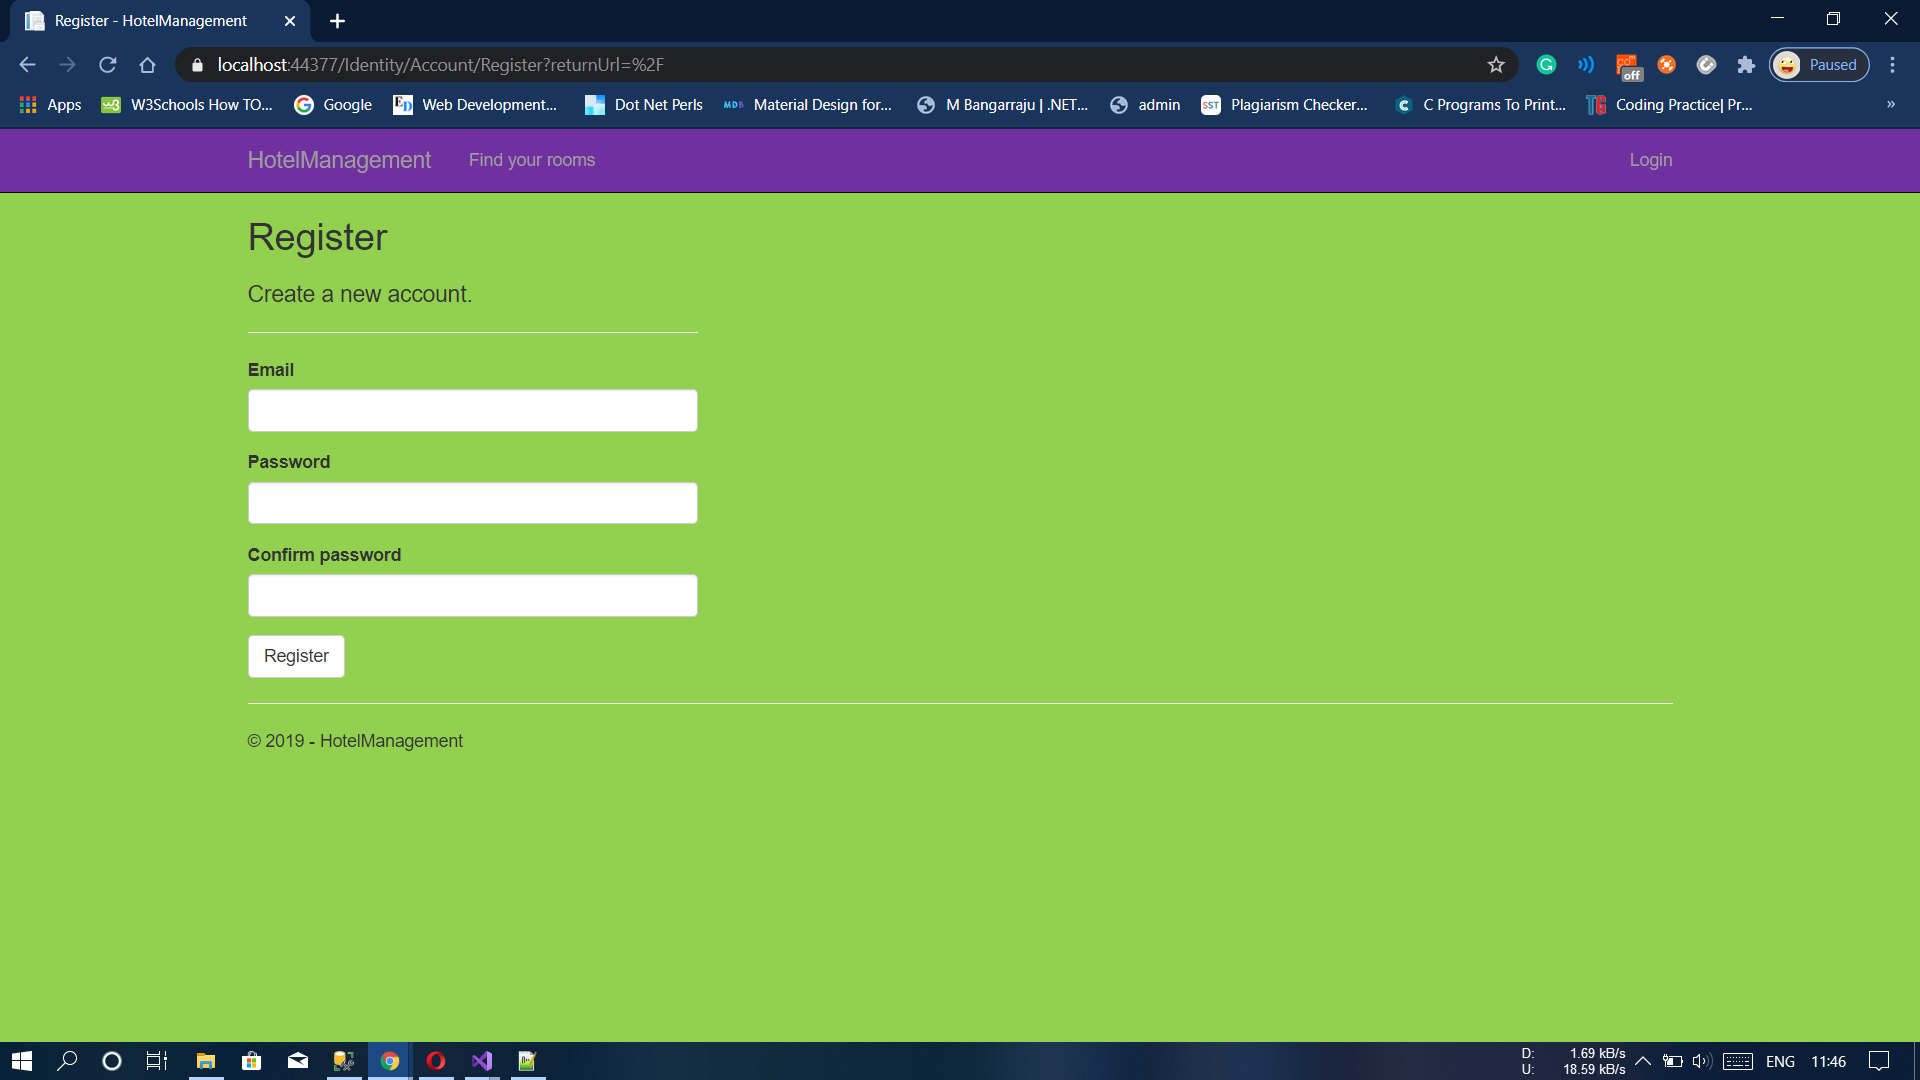 Register - HotelManagement
localhost:44377/Identity/Account/Register?returnUrl=%2F
off
Paused
Apps
W3Schools How TO...
Google
Web Development...
Dot Net Perls
MDB
Material Design for...
M Bangarraju | .NET...
admin
SST
Plagiarism Checker...
C Programs To Print...
Coding Practice| Pr...
»
HotelManagement
Find your rooms
Login
Register
Create a new account.
Email
Password
Confirm password
Register
© 2019 - HotelManagement
D: 1.69 kB/s
U: 18.59 kB/s
ENG
11:46